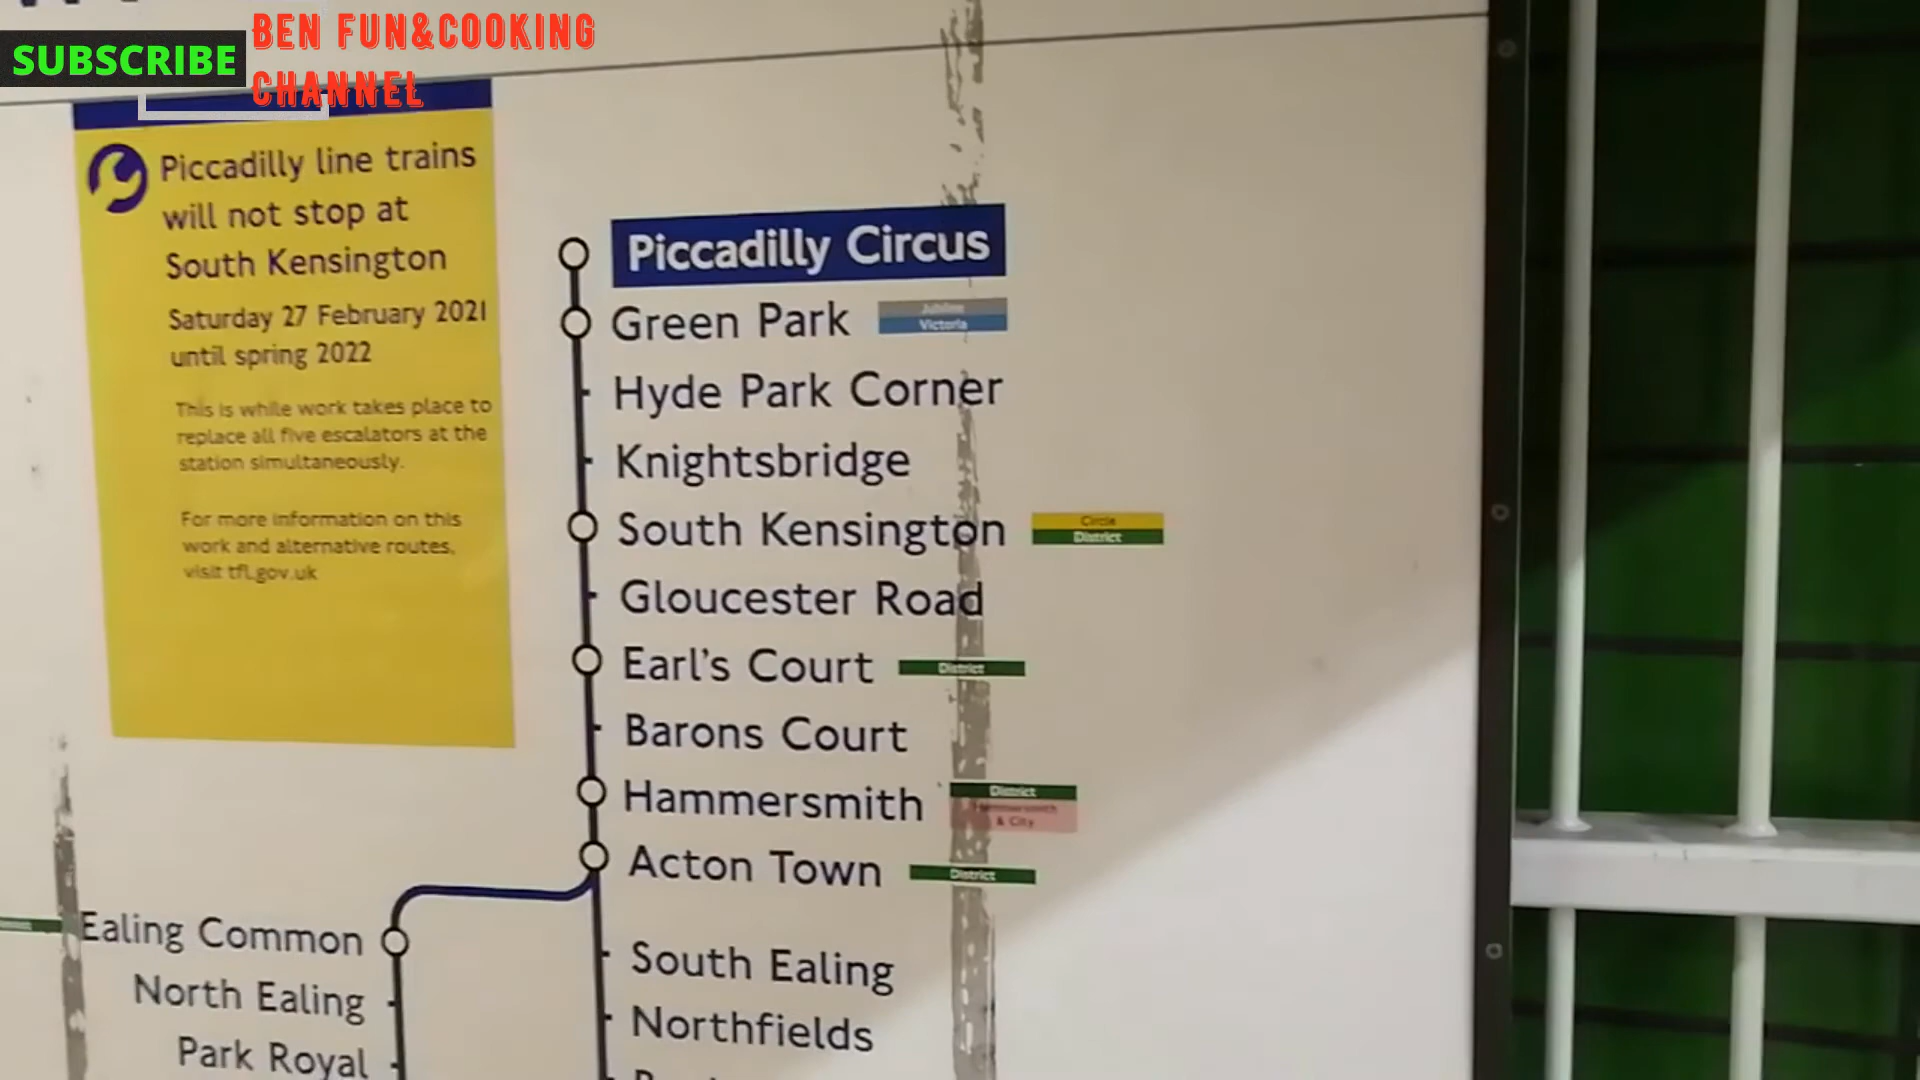 SUBSCRIBE
BEN FUN&COOKING
CHANNEL
Piccadilly line trains
will not stop at
South Kensington
Saturday 27 February 2021
until spring 2022
This is while work takes place to
replace all five escalators at the
station simultaneously.
For more information on this
work and alternative routes,
visit tfl.gov.uk
Piccadilly Circus
Green Park
Jubilee
Victoria
Hyde Park Corner
Knightsbridge
South Kensington
Circle
District
Gloucester Road
Earl's Court
District
Barons Court
Hammersmith
District
Hammersmith
& City
Acton Town
District
Ealing Common
North Ealing
Park Royal
South Ealing
Northfields